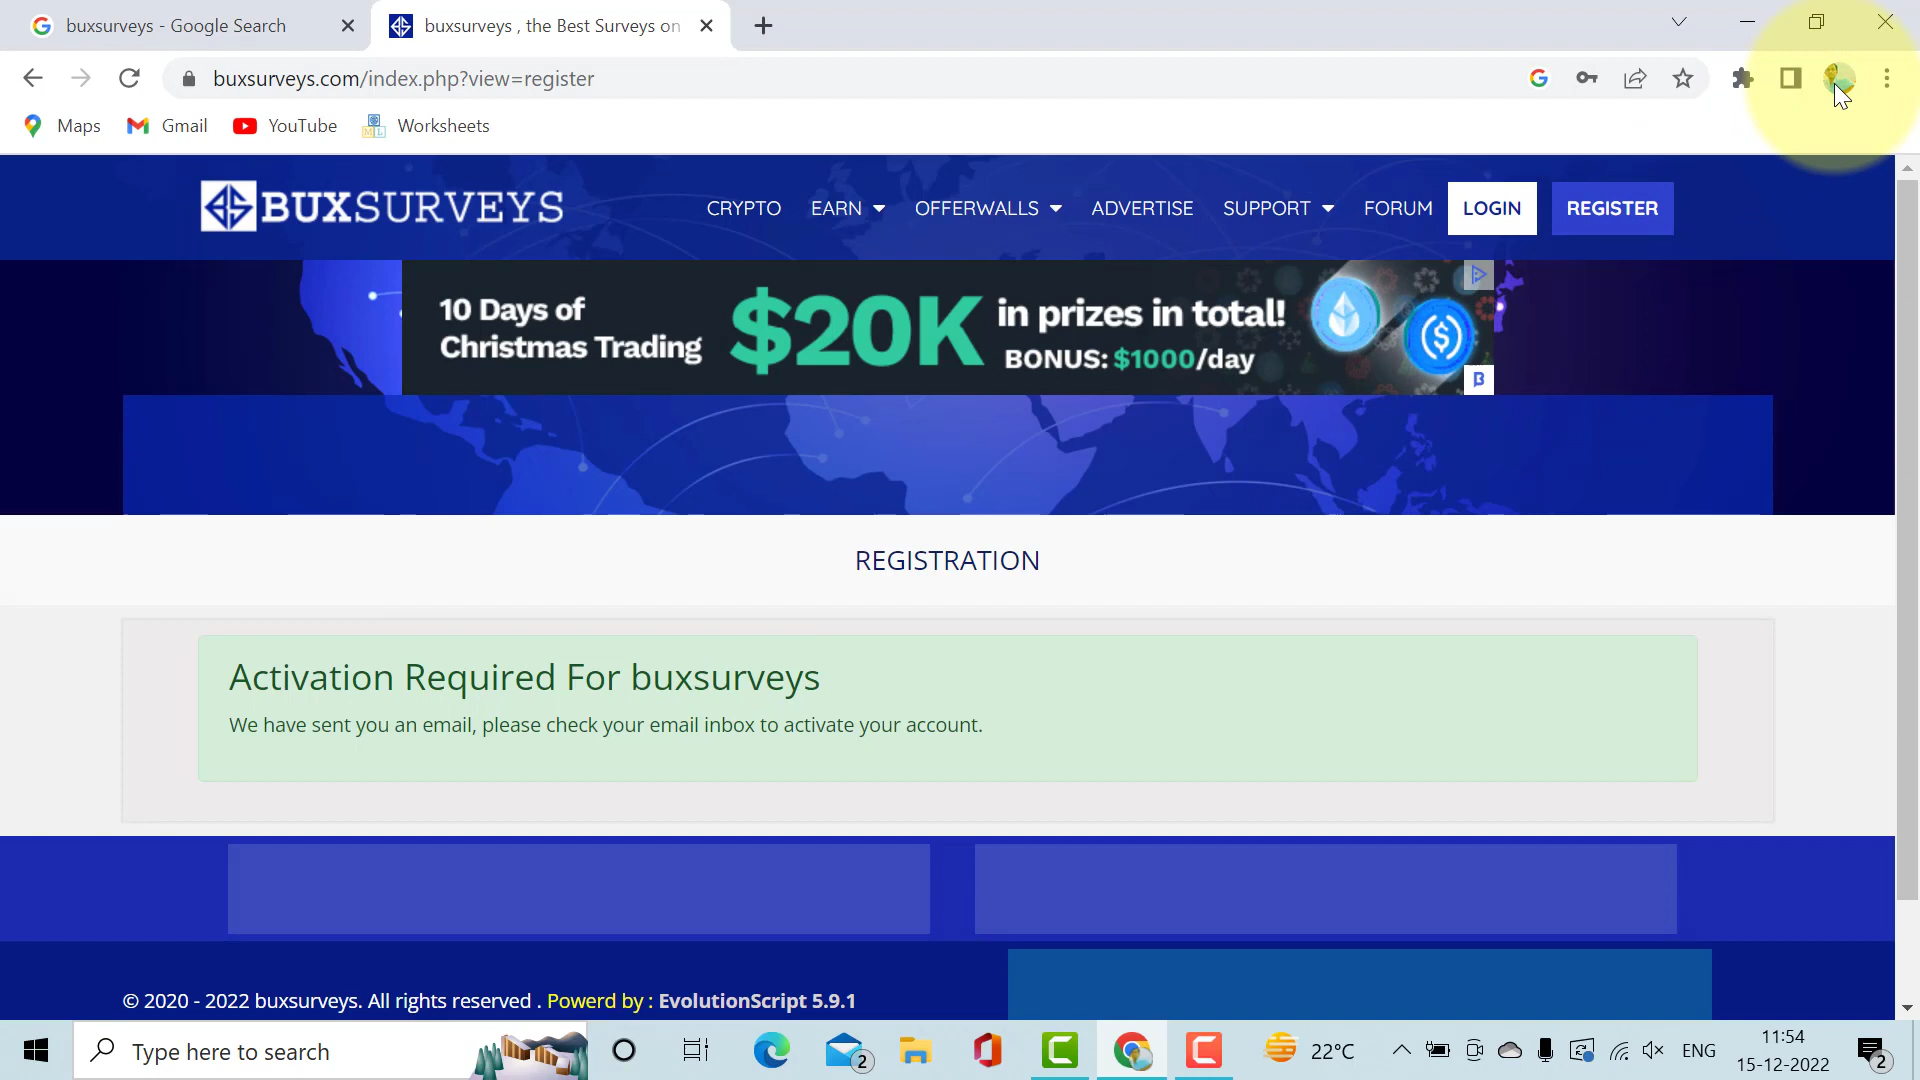 buxsurveys - Google Search
buxsurveys , the Best Surveys on
buxsurveys.com/index.php?view=register
Maps
Gmail
YouTube
Worksheets
BUXSURVEYS
CRYPTO
EARN
OFFERWALLS
ADVERTISE
SUPPORT
FORUM
LOGIN
REGISTER
10 Days of
Christmas Trading
$20K
in prizes in total!
BONUS: $1000/day
REGISTRATION
Activation Required For buxsurveys
We have sent you an email, please check your email inbox to activate your account.
© 2020 - 2022 buxsurveys. All rights reserved . Powerd by : EvolutionScript 5.9.1
Type here to search
2
22°C
ENG
11:54
15-12-2022
2